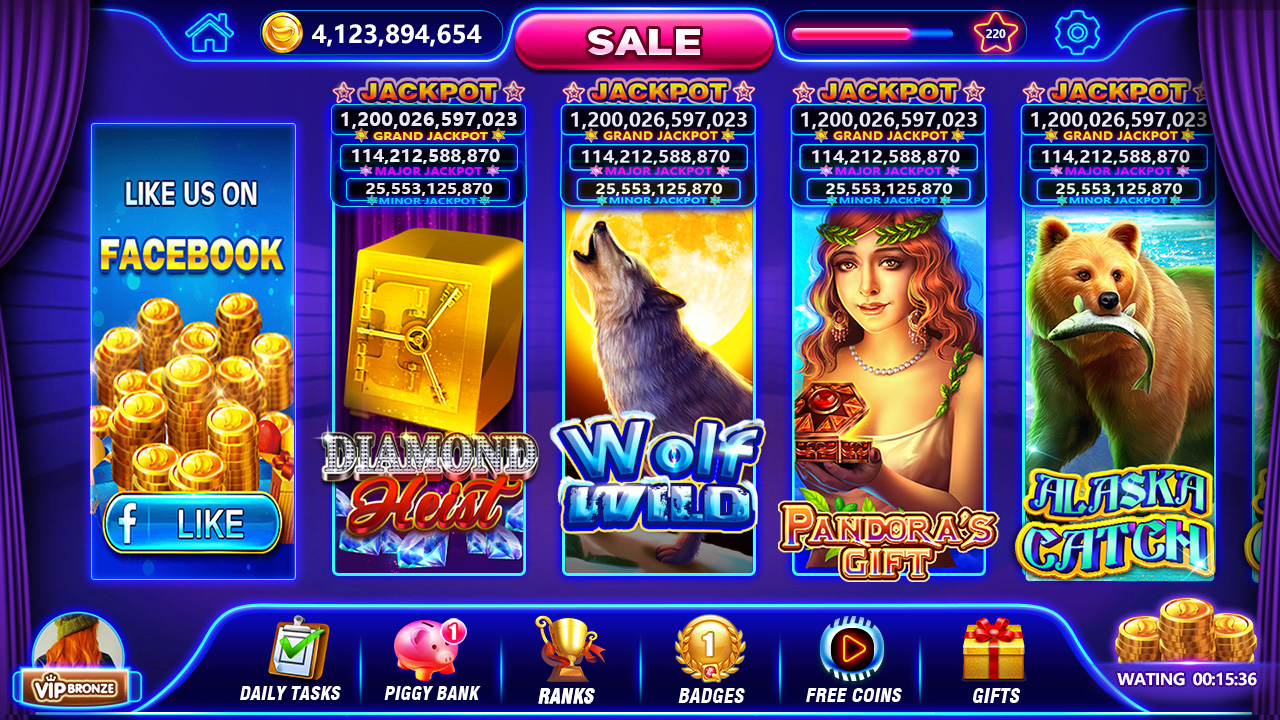 4,123,894,654
SALE
220
LIKE US ON
FACEBOOK
f LIKE
JACKPOT
1,200,026,597,023
GRAND JACKPOT
114,212,588,870
MAJOR JACKPOT
25,553,125,870
MINOR JACKPOT
DIAMOND
Heist
JACKPOT
1,200,026,597,023
GRAND JACKPOT
114,212,588,870
MAJOR JACKPOT
25,553,125,870
MINOR JACKPOT
Wolf
WILD
JACKPOT
1,200,026,597,023
GRAND JACKPOT
114,212,588,870
MAJOR JACKPOT
25,553,125,870
MINOR JACKPOT
PANDORA'S
GIFT
JACKPOT
1,200,026,597,023
GRAND JACKPOT
114,212,588,870
MAJOR JACKPOT
25,553,125,870
MINOR JACKPOT
ALASKA
CATCH
VIP BRONZE
DAILY TASKS
1
PIGGY BANK
RANKS
1
BADGES
FREE COINS
GIFTS
WATING 00:15:36